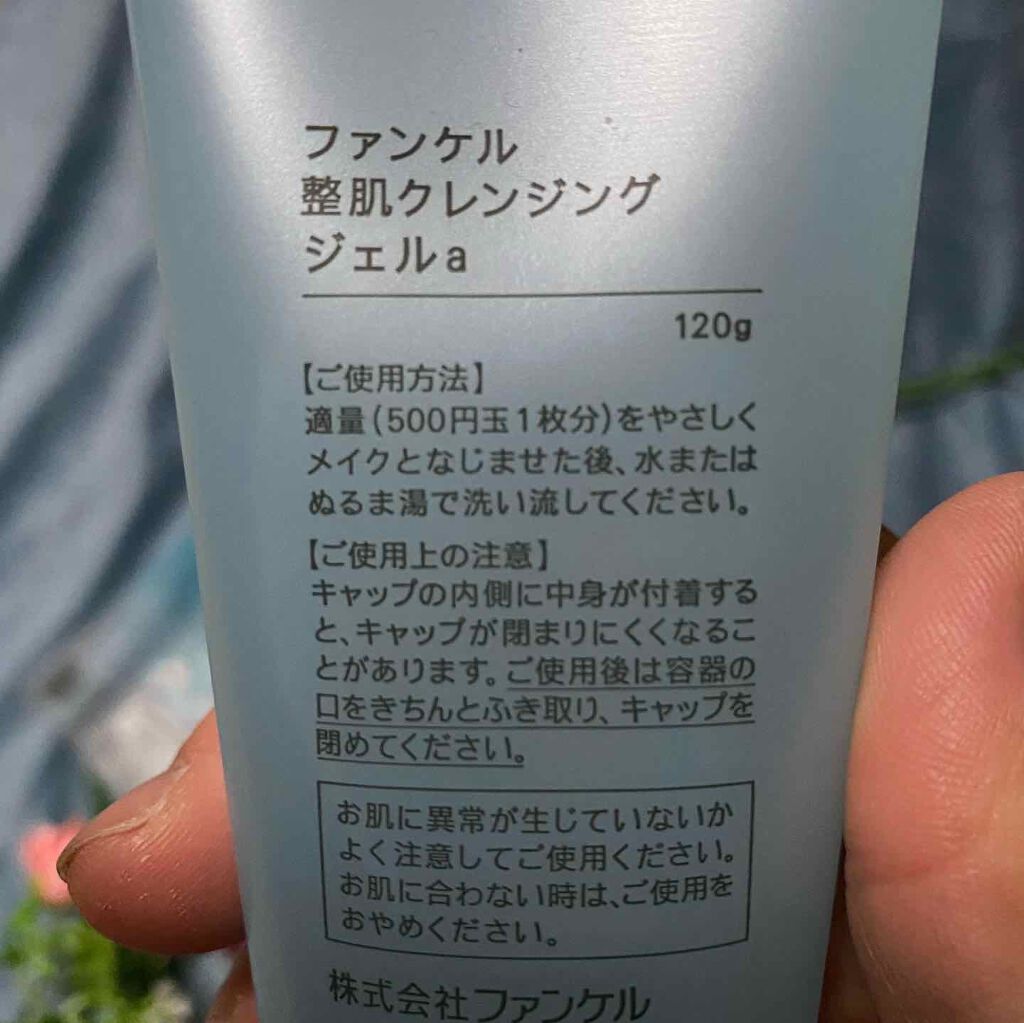 ファンケル
整肌クレンジング
ジェルa
120g
【ご使用方法】
適量(500円玉1枚分)をやさしく
メイクとなじませた後、水または
ぬるま湯で洗い流してください。
【ご使用上の注意】
キャップの内側に中身が付着する
と、キャップが閉まりにくくなるこ
とがあります。ご使用後は容器の
口をきちんとふき取り、キャップを
閉めてください。
お肌に異常が生じていないか
よく注意してご使用ください。
お肌に合わない時は、ご使用を
おやめください。
株式会社ファンケル